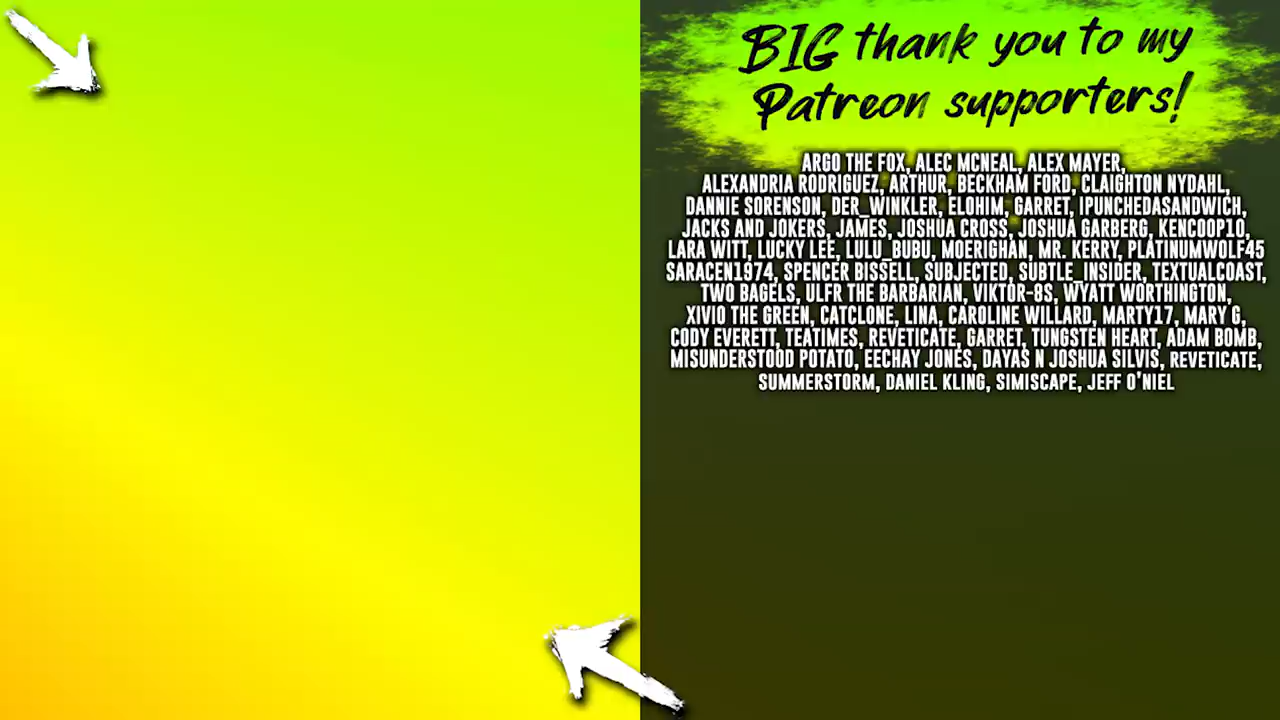 BIG thank you to my
Patreon supporters!
ARGO THE FOX, ALEC MCNEAL, ALEX MAYER,
ALEXANDRIA RODRIGUEZ, ARTHUR, BECKHAM FORD, CLAIGHTON NYDAHL,
DANNIE SORENSON, DER_WINKLER, ELOHIM, GARRET, IPUNCHEDASANDWICH,
JACKS AND JOKERS, JAMES, JOSHUA CROSS, JOSHUA GARBERG, KENCOOP10,
LARA WITT, LUCKY LEE, LULU_BUBU, MOERIGHAN, MR. KERRY, PLATINUMWOLF45
SARACEN1974, SPENCER BISSELL, SUBJECTED, SUBTLE_INSIDER, TEXTUALCOAST,
TWO BAGELS, ULFR THE BARBARIAN, VIKTOR-8S, WYATT WORTHINGTON,
XIVIO THE GREEN, CATCLONE, LINA, CAROLINE WILLARD, MARTY17, MARY G,
CODY EVERETT, TEATIMES, REVETICATE, GARRET, TUNGSTEN HEART, ADAM BOMB,
MISUNDERSTOOD POTATO, EECHAY JONES, DAYAS N JOSHUA SILVIS, REVETICATE,
SUMMERSTORM, DANIEL KLING, SIMISCAPE, JEFF O'NIEL